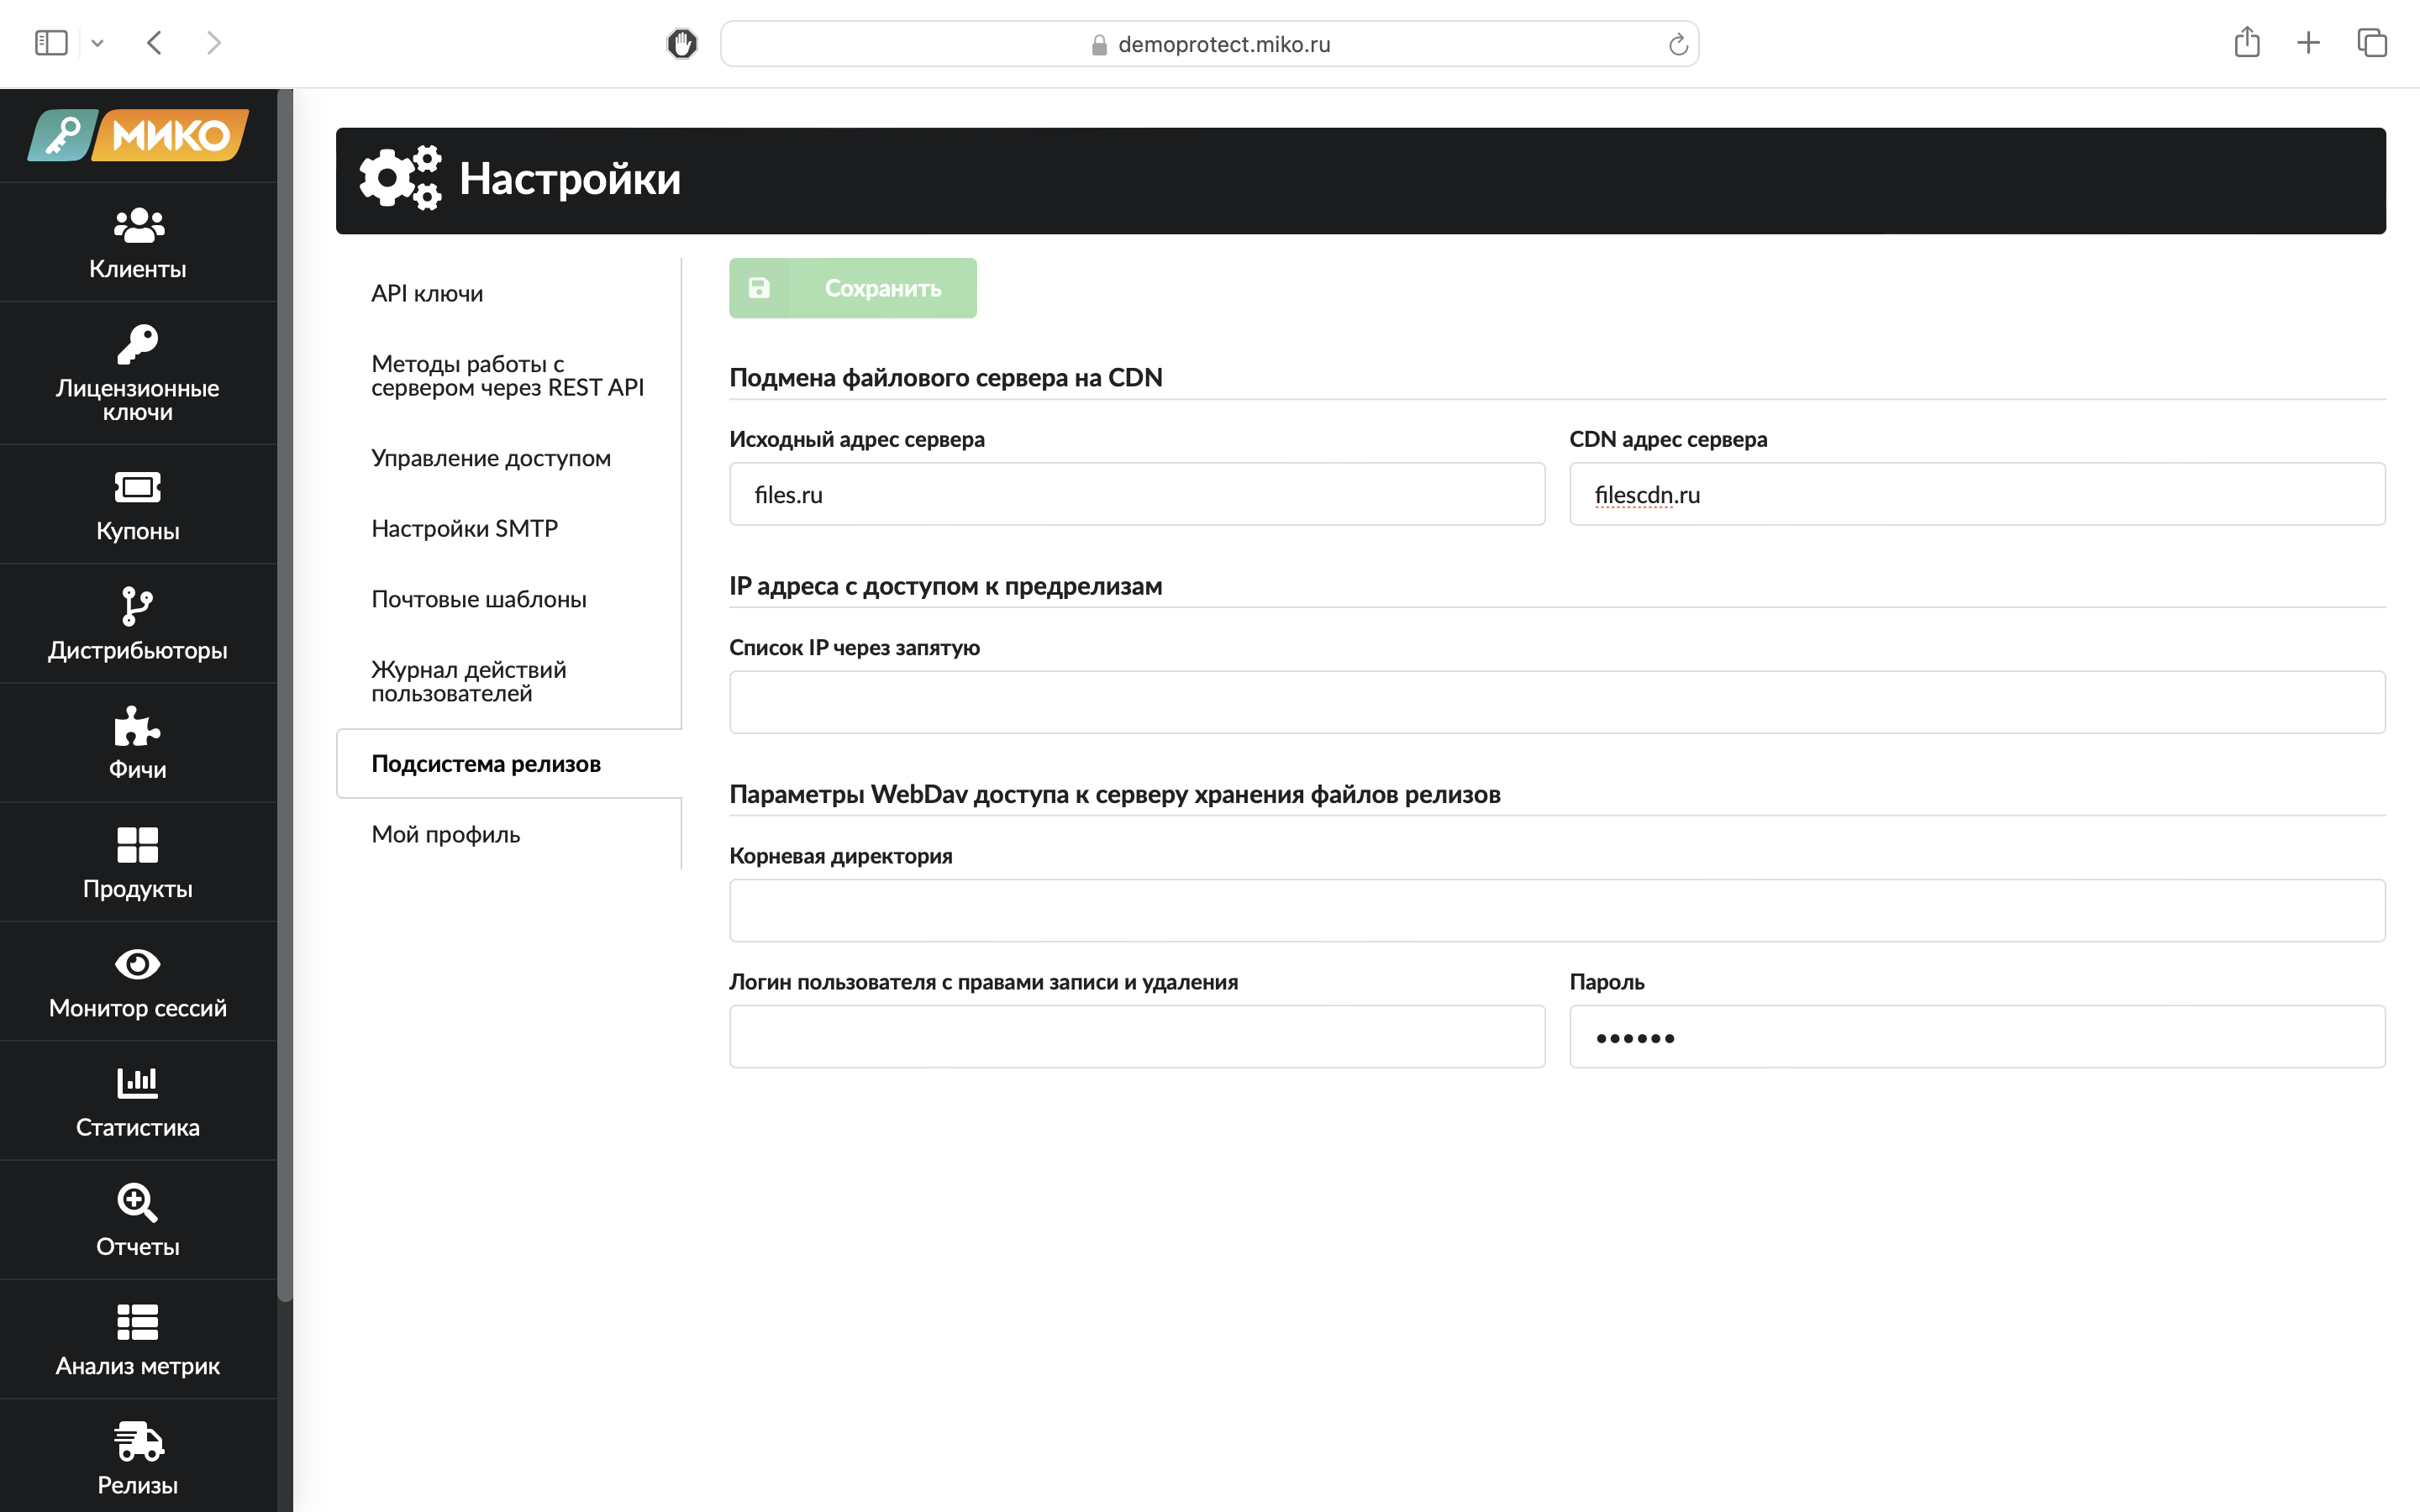 demoprotect.miko.ru
МИКО
Клиенты
Лицензионные
ключи
Купоны
Дистрибьюторы
Фичи
Продукты
Монитор сессий
Статистика
Отчеты
Анализ метрик
Релизы
Настройки
API ключи
Методы работы с
сервером через REST API
Управление доступом
Настройки SMTP
Почтовые шаблоны
Журнал действий
пользователей
Подсистема релизов
Мой профиль
Сохранить
Подмена файлового сервера на CDN
Исходный адрес сервера
CDN адрес сервера
files.ru
filescdn.ru
IP адреса с доступом к предрелизам
Список IP через запятую
Параметры WebDav доступа к серверу хранения файлов релизов
Корневая директория
Логин пользователя с правами записи и удаления
Пароль
••••••